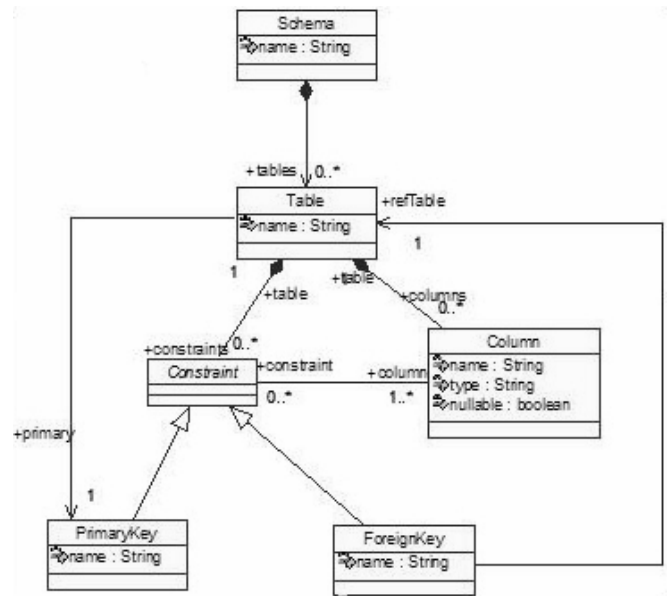 Schema
name : String
+tables
0..*
Table
name : String
+refTable
1
1
+table
+table
+columns
0..*
0..*
+constraints
Constraint
+constraint
0..*
+column
1..*
Column
name : String
type : String
nullable : boolean
+primary
1
PrimaryKey
name : String
ForeignKey
name : String